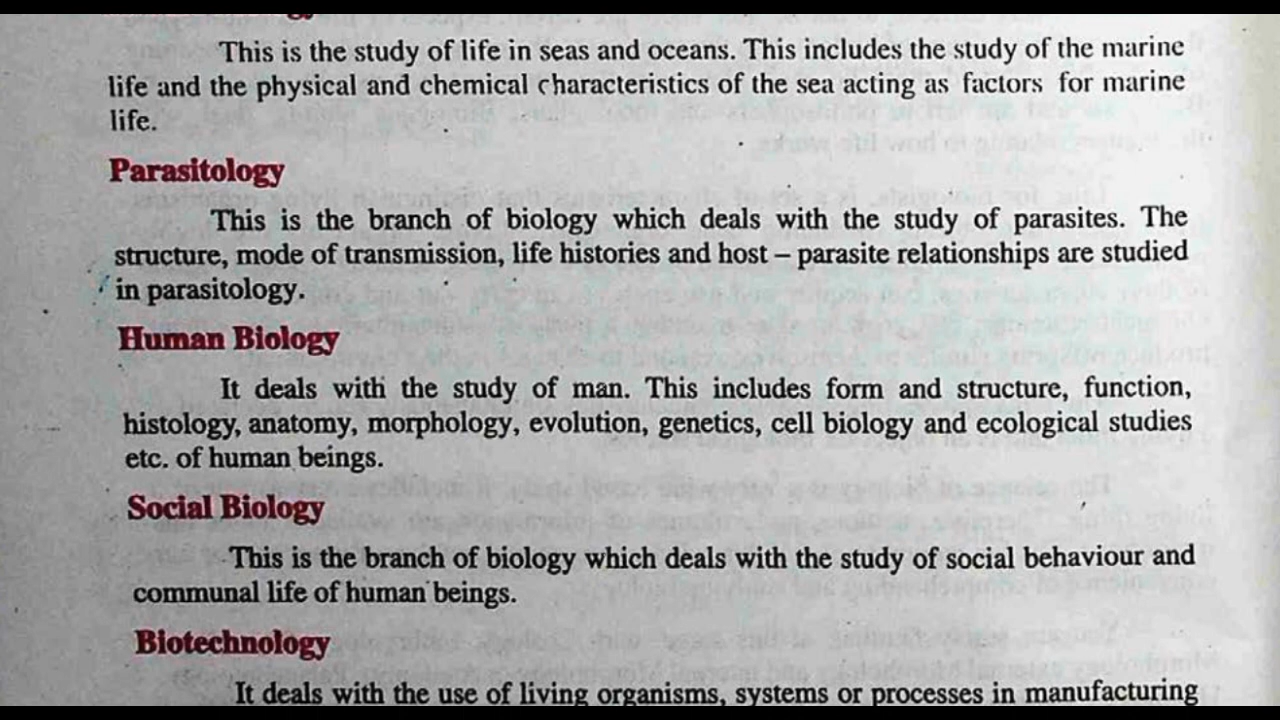 This is the study of life in seas and oceans. This includes the study of the marine
life and the physical and chemical characteristics of the sea acting as factors for marine
life.
Parasitology
This is the branch of biology which deals with the study of parasites. The
structure, mode of transmission, life histories and host – parasite relationships are studied
in parasitology.
Human Biology
It deals with the study of man. This includes form and structure, function,
histology, anatomy, morphology, evolution, genetics, cell biology and ecological studies
etc. of human beings.
Social Biology
This is the branch of biology which deals with the study of social behaviour and
communal life of human beings.
Biotechnology
It deals with the use of living organisms, systems or processes in manufacturing